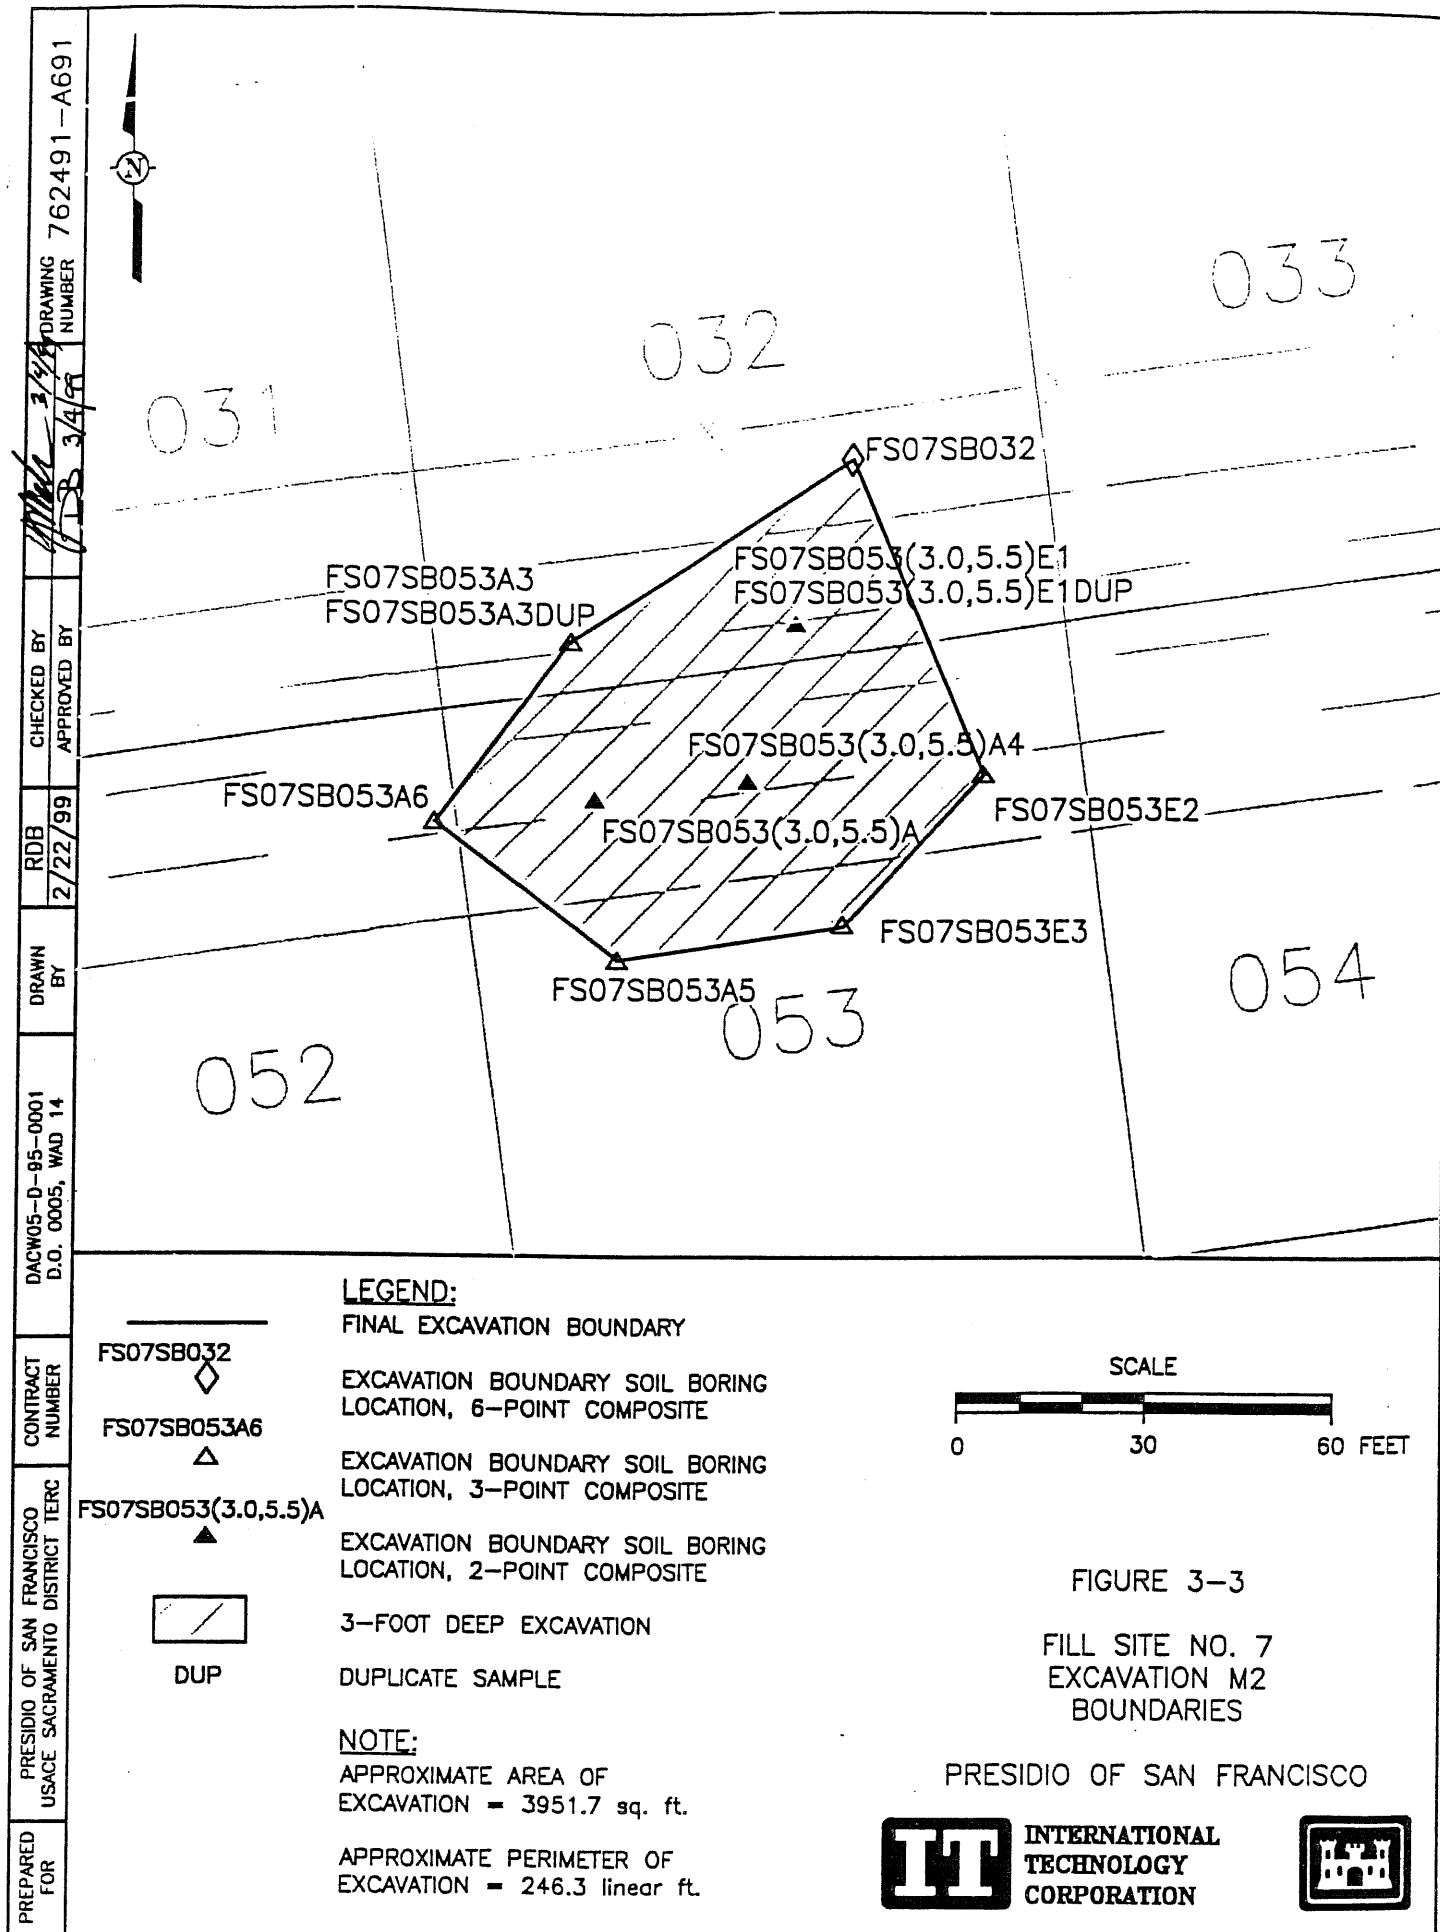 DRAWING
NUMBER 762491-A691
3/4/99
3/4/99
CHECKED BY
APPROVED BY
RDB
2/22/99
DRAWN
BY
DACW05-D-95-0001
D.O. 0005, WAD 14
CONTRACT
NUMBER
PRESIDIO OF SAN FRANCISCO
USACE SACRAMENTO DISTRICT TERC
PREPARED
FOR
N
033
032
031
FS07SB032
FS07SB053(3.0,5.5)E1
FS07SB053(3.0,5.5)E1DUP
FS07SB053A3
FS07SB053A3DUP
FS07SB053(3.0,5.5)A4
FS07SB053A6
FS07SB053E2
FS07SB053(3.0,5.5)A
FS07SB053E3
FS07SB053A5
054
053
052
LEGEND:
FINAL EXCAVATION BOUNDARY
FS07SB032
EXCAVATION BOUNDARY SOIL BORING
LOCATION, 6-POINT COMPOSITE
FS07SB053A6
EXCAVATION BOUNDARY SOIL BORING
LOCATION, 3-POINT COMPOSITE
FS07SB053(3.0,5.5)A
EXCAVATION BOUNDARY SOIL BORING
LOCATION, 2-POINT COMPOSITE
3-FOOT DEEP EXCAVATION
DUP
DUPLICATE SAMPLE
NOTE:
APPROXIMATE AREA OF
EXCAVATION = 3951.7 sq. ft.
APPROXIMATE PERIMETER OF
EXCAVATION = 246.3 linear ft.
SCALE
0 30 60 FEET
FIGURE 3-3
FILL SITE NO. 7
EXCAVATION M2
BOUNDARIES
PRESIDIO OF SAN FRANCISCO
IT
INTERNATIONAL
TECHNOLOGY
CORPORATION